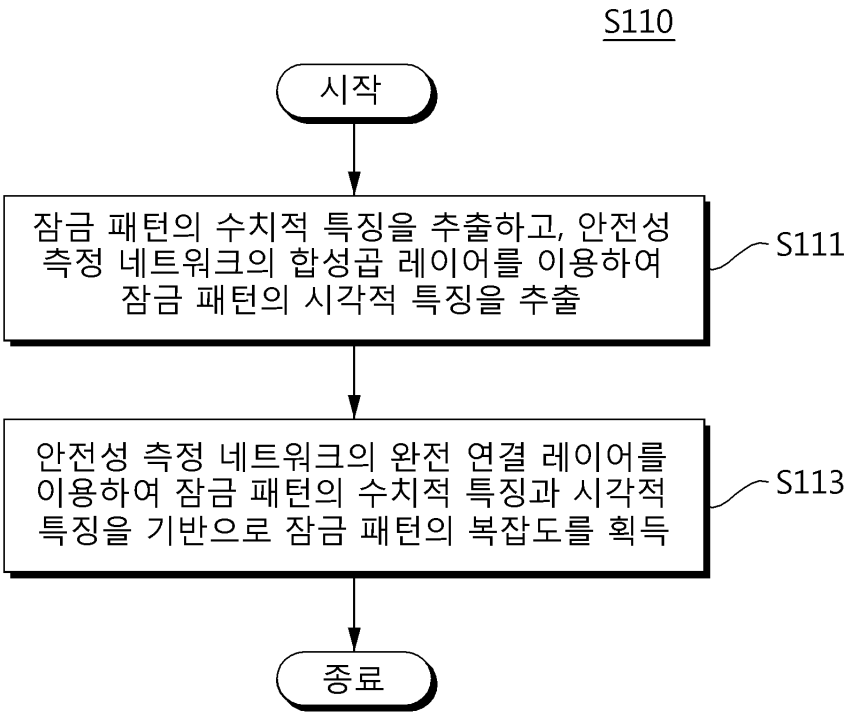 S110
시작
잠금 패턴의 수치적 특징을 추출하고, 안전성
측정 네트워크의 합성곱 레이어를 이용하여
잠금 패턴의 시각적 특징을 추출
S111
안전성 측정 네트워크의 완전 연결 레이어를
이용하여 잠금 패턴의 수치적 특징과 시각적
특징을 기반으로 잠금 패턴의 복잡도를 획득
S113
종료